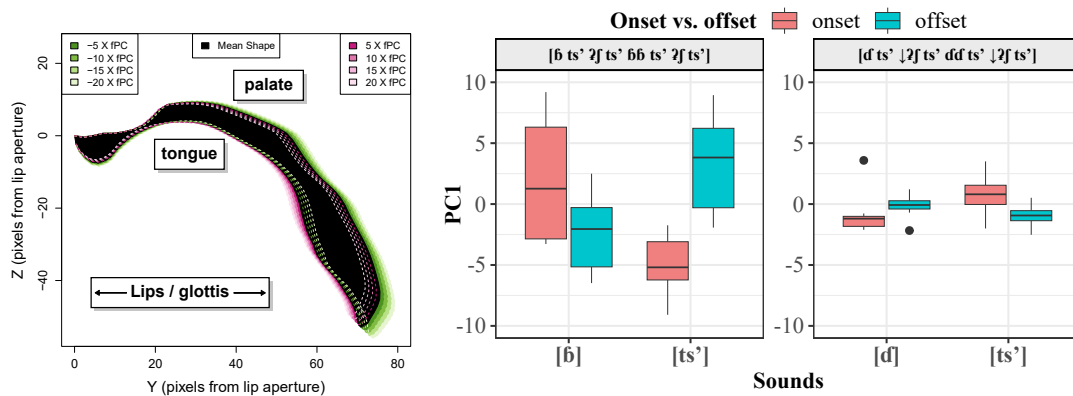 −5 X fPC
−10 X fPC
−15 X fPC
−20 X fPC
Mean Shape
5 X fPC
10 X fPC
15 X fPC
20 X fPC
palate
tongue
Lips / glottis
20
0
−20
−40
Z (pixels from lip aperture)
0 20 40 60 80
Y (pixels from lip aperture)
Onset vs. offset onset offset
[ɓ ts’ ʔʃ ts’ ɓɓ ts’ ʔʃ ts’]
[ɗ ts’ ↓ʔʃ ts’ ɗɗ ts’ ↓ʔʃ ts’]
10
5
0
-5
-10
PC1
10
5
0
-5
-10
[ɓ] [ts’]
[ɗ] [ts’]
Sounds